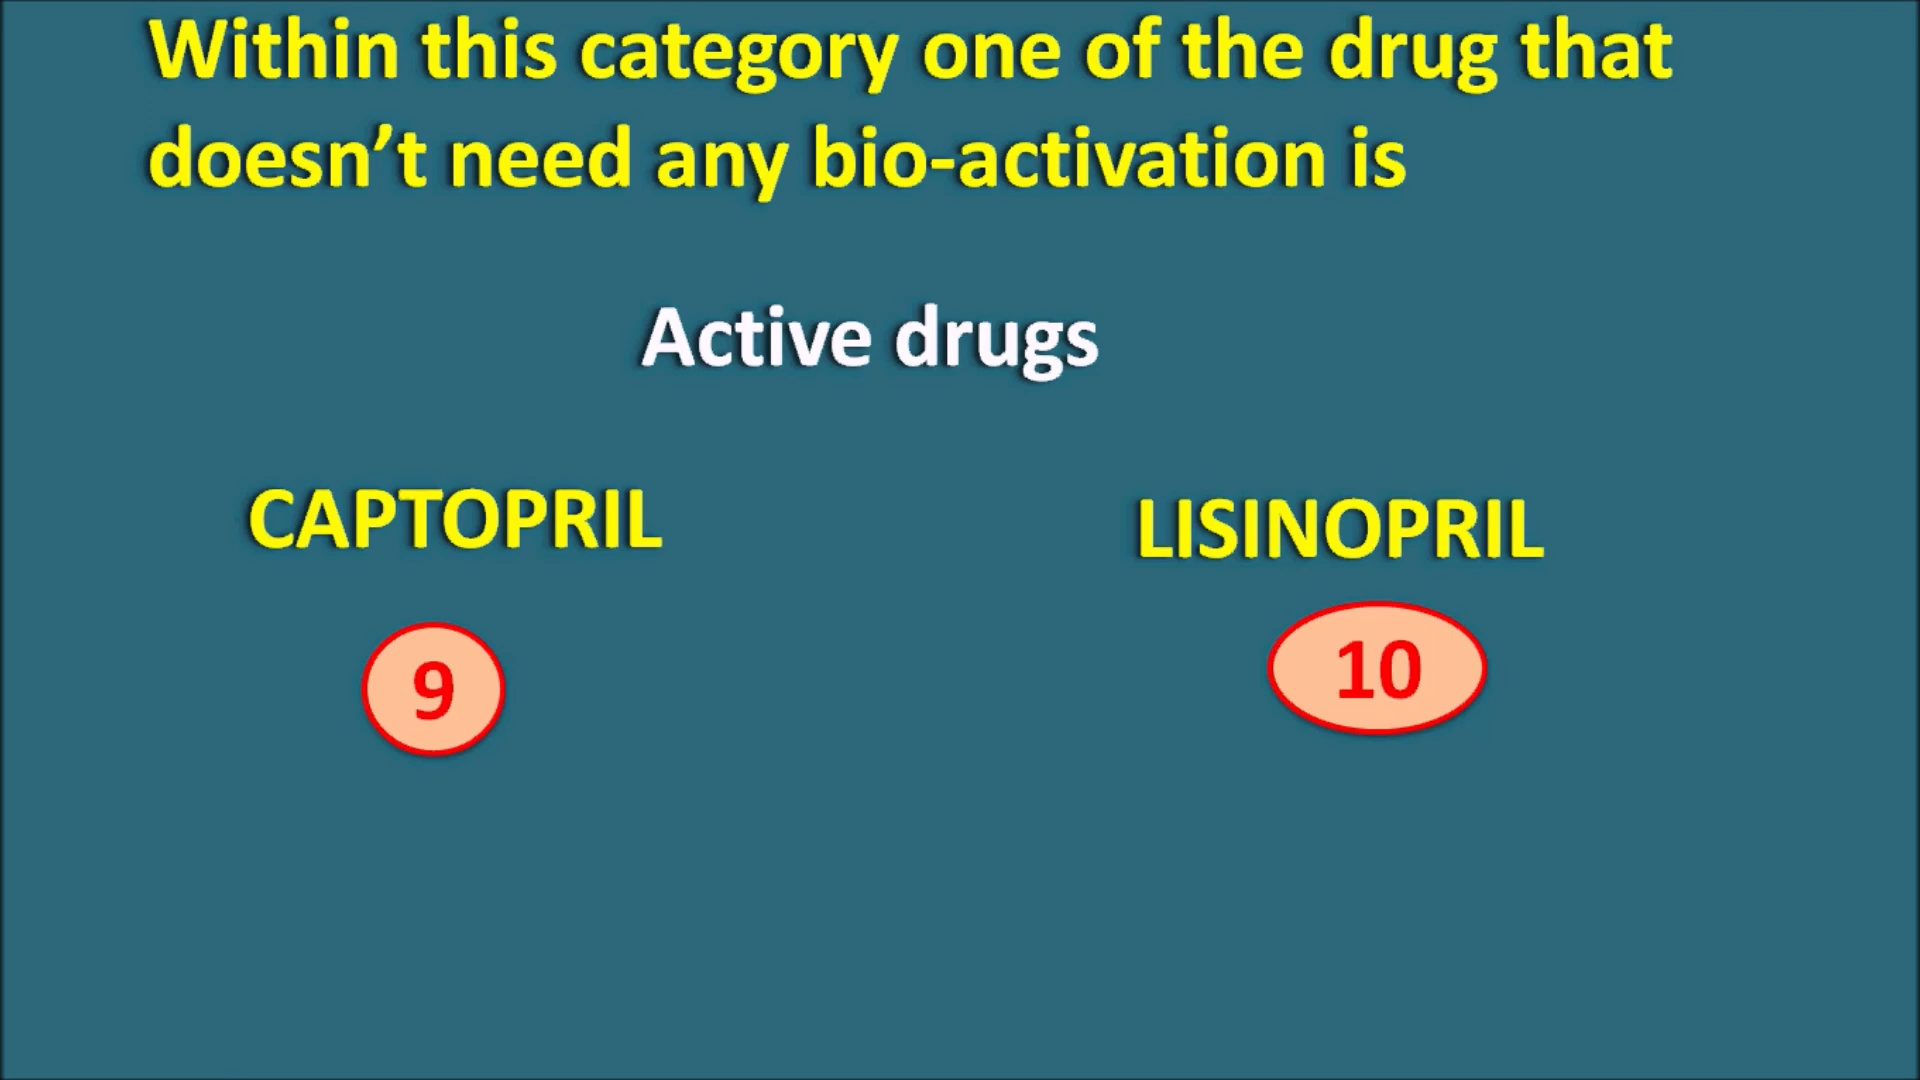 Within this category one of the drug that
doesn’t need any bio-activation is
Active drugs
CAPTOPRIL
LISINOPRIL
9
10